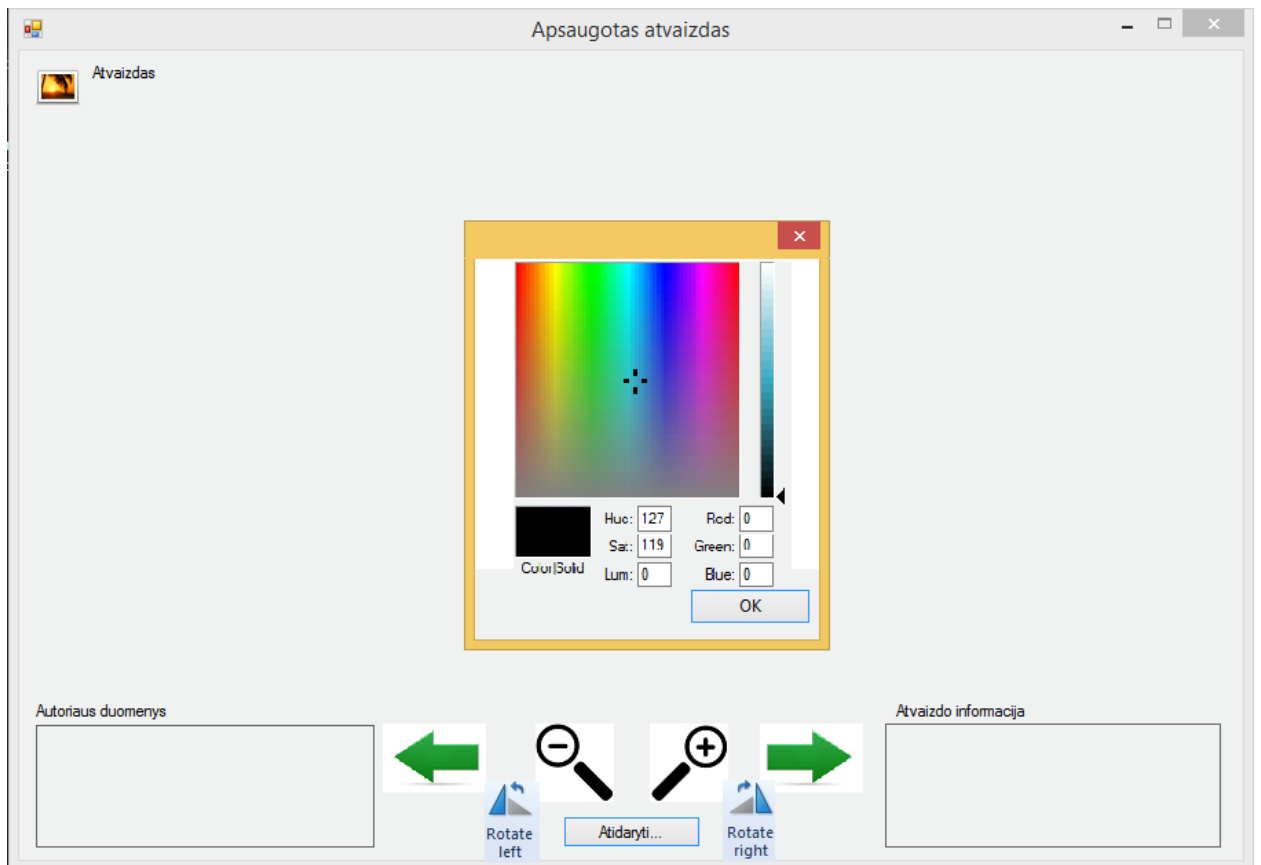 Apsaugotas atvaizdas
Atvaizdas
Hue: 127 Red: 0
Sat: 119 Green: 0
Color|Solid Lum: 0 Blue: 0
OK
Autoriaus duomenys
Atvaizdo informacija
Rotate left
Atidaryti...
Rotate right